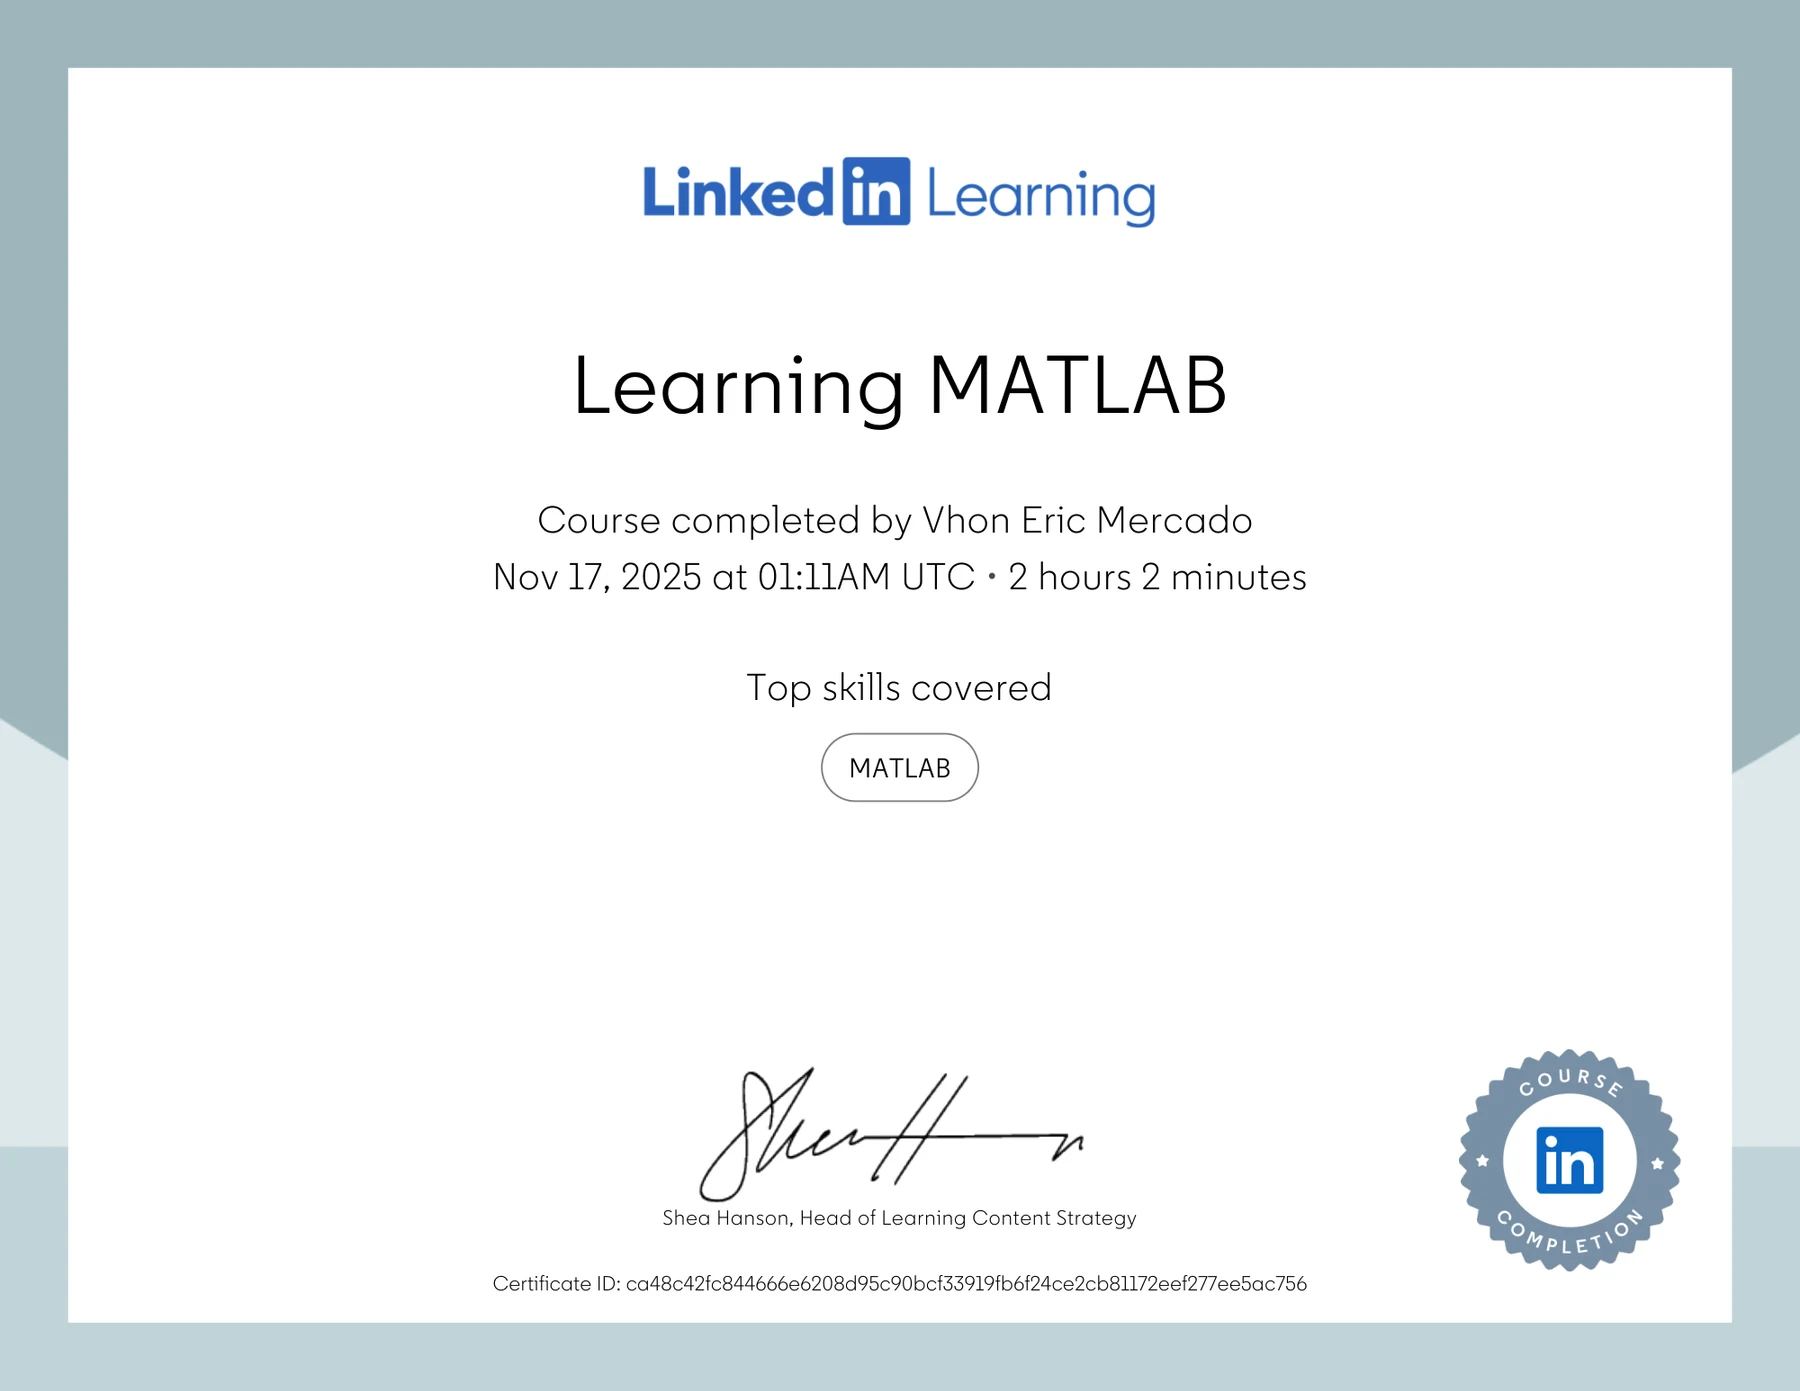 LinkedIn Learning
Learning MATLAB
Course completed by Vhon Eric Mercado
Nov 17, 2025 at 01:11AM UTC • 2 hours 2 minutes
Top skills covered
MATLAB
Shea Hanson, Head of Learning Content Strategy
Certificate ID: ca48c42fc844666e6208d95c90bcf33919fb6f24ce2cb81172eef277ee5ac756
COURSE
in
COMPLETION